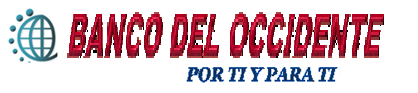 BANCO DEL OCCIDENTE
POR TI Y PARA TI